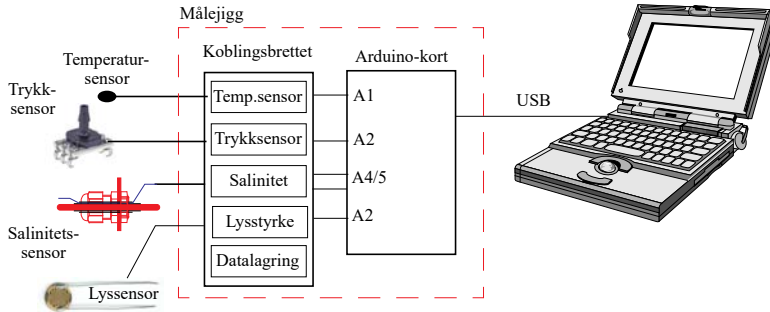 Målejigg
Koblingsbrettet
Arduino-kort
Temperatur-
sensor
Trykk-
sensor
Temp.sensor
A1
USB
Trykksensor
A2
Salinitet
A4/5
Salinitets-
sensor
Lysstyrke
A2
Datalagring
Lyssensor